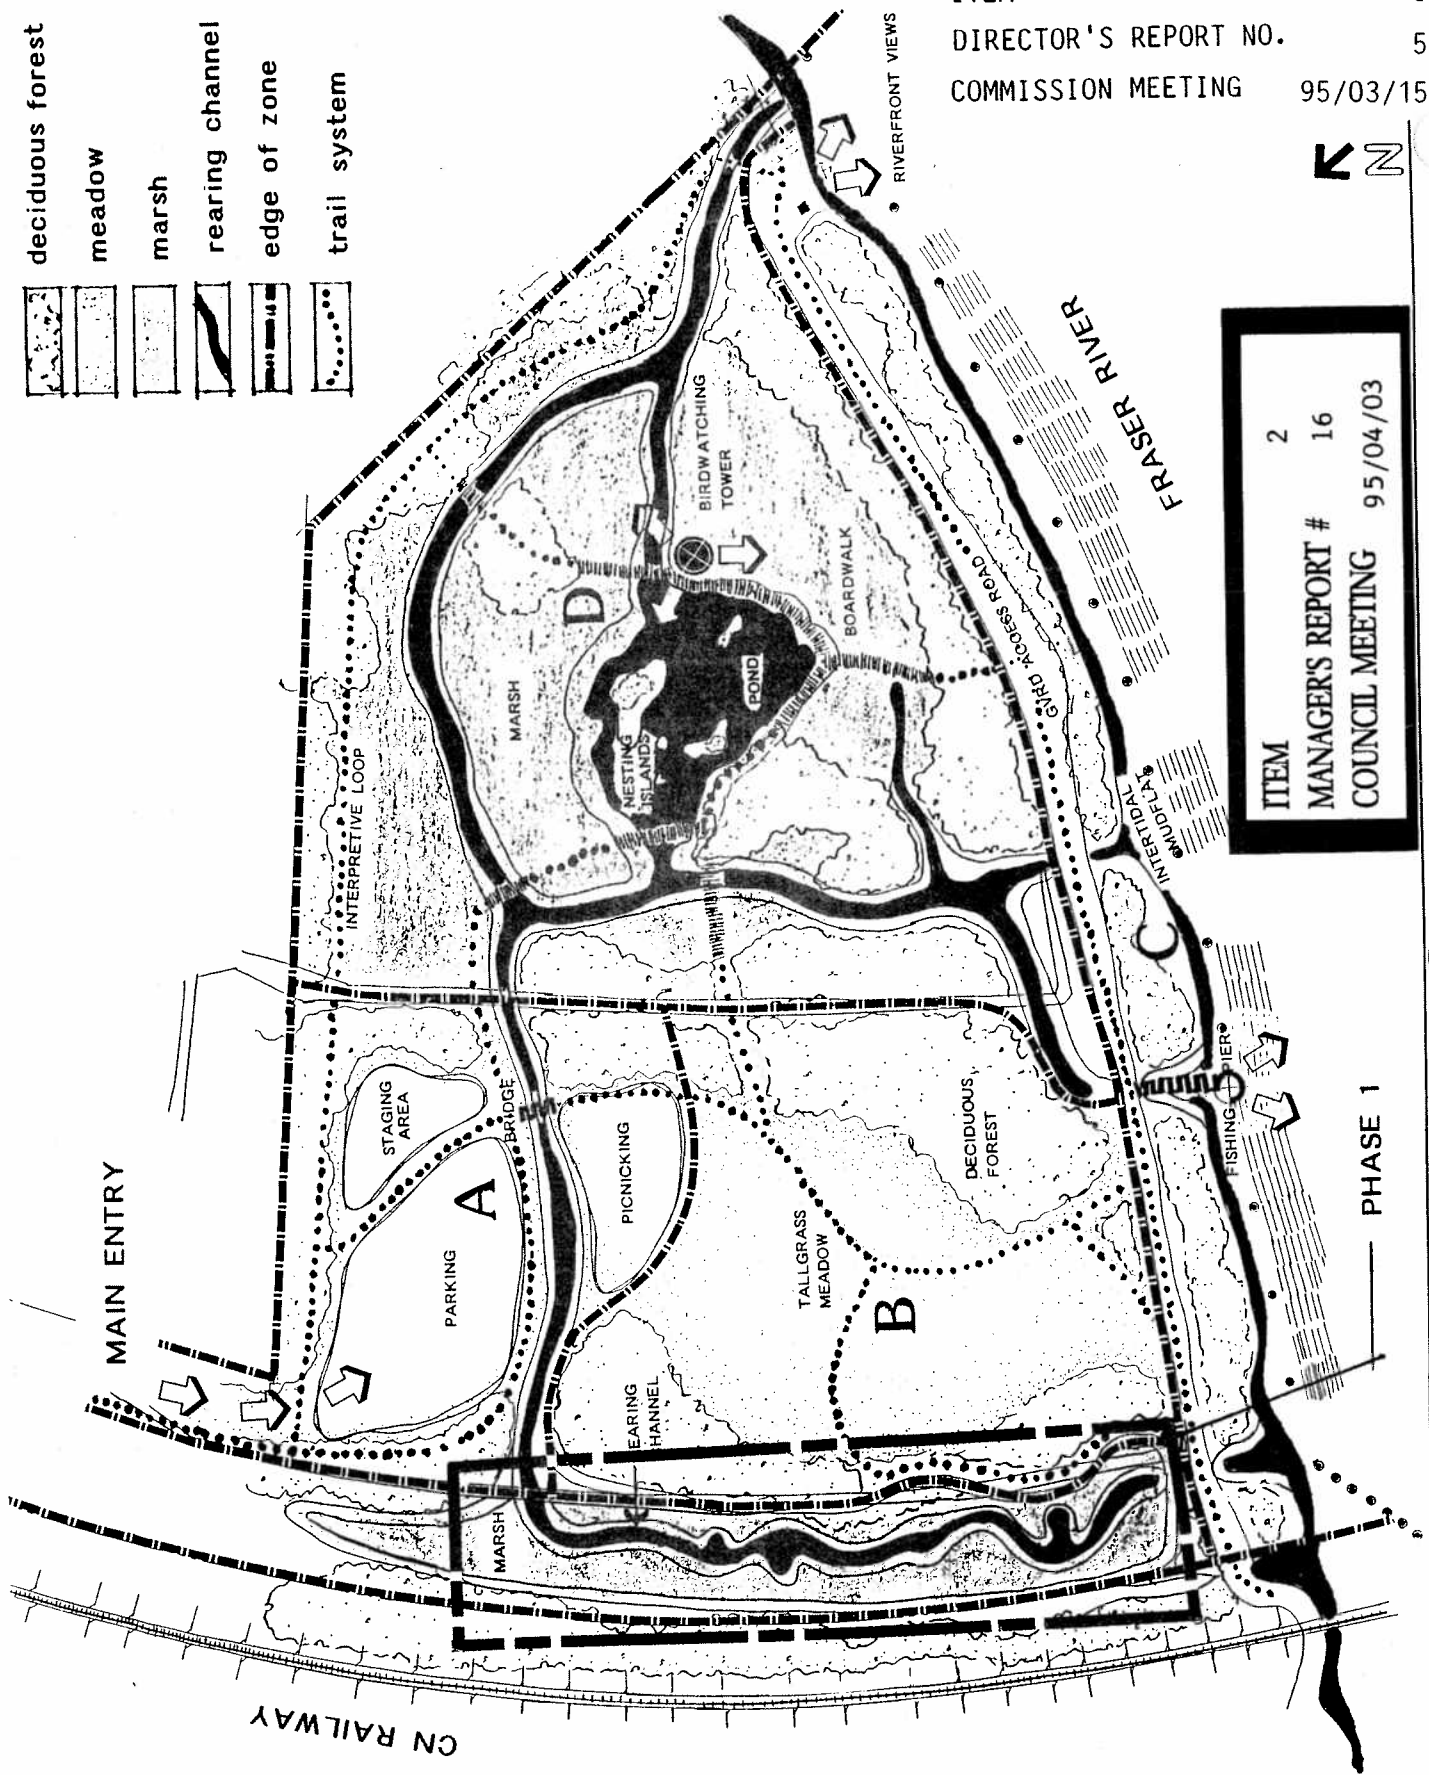 DIRECTOR'S REPORT NO. 5
COMMISSION MEETING 95/03/15
deciduous forest
meadow
marsh
rearing channel
edge of zone
trail system
N
RIVERFRONT VIEWS
FRASER RIVER
ITEM 2
MANAGER'S REPORT # 16
COUNCIL MEETING 95/04/03
BIRDWATCHING
TOWER
BOARDWALK
GVRD ACCESS ROAD
D
MARSH
POND
NESTING
ISLANDS
INTERPRETIVE LOOP
INTERTIDAL
MUDFLAT
C
FISHING PIER
STAGING
AREA
BRIDGE
A
PARKING
PICNICKING
DECIDUOUS
FOREST
TALLGRASS
MEADOW
B
MAIN ENTRY
EARING
HANNEL
MARSH
PHASE 1
CN RAILWAY